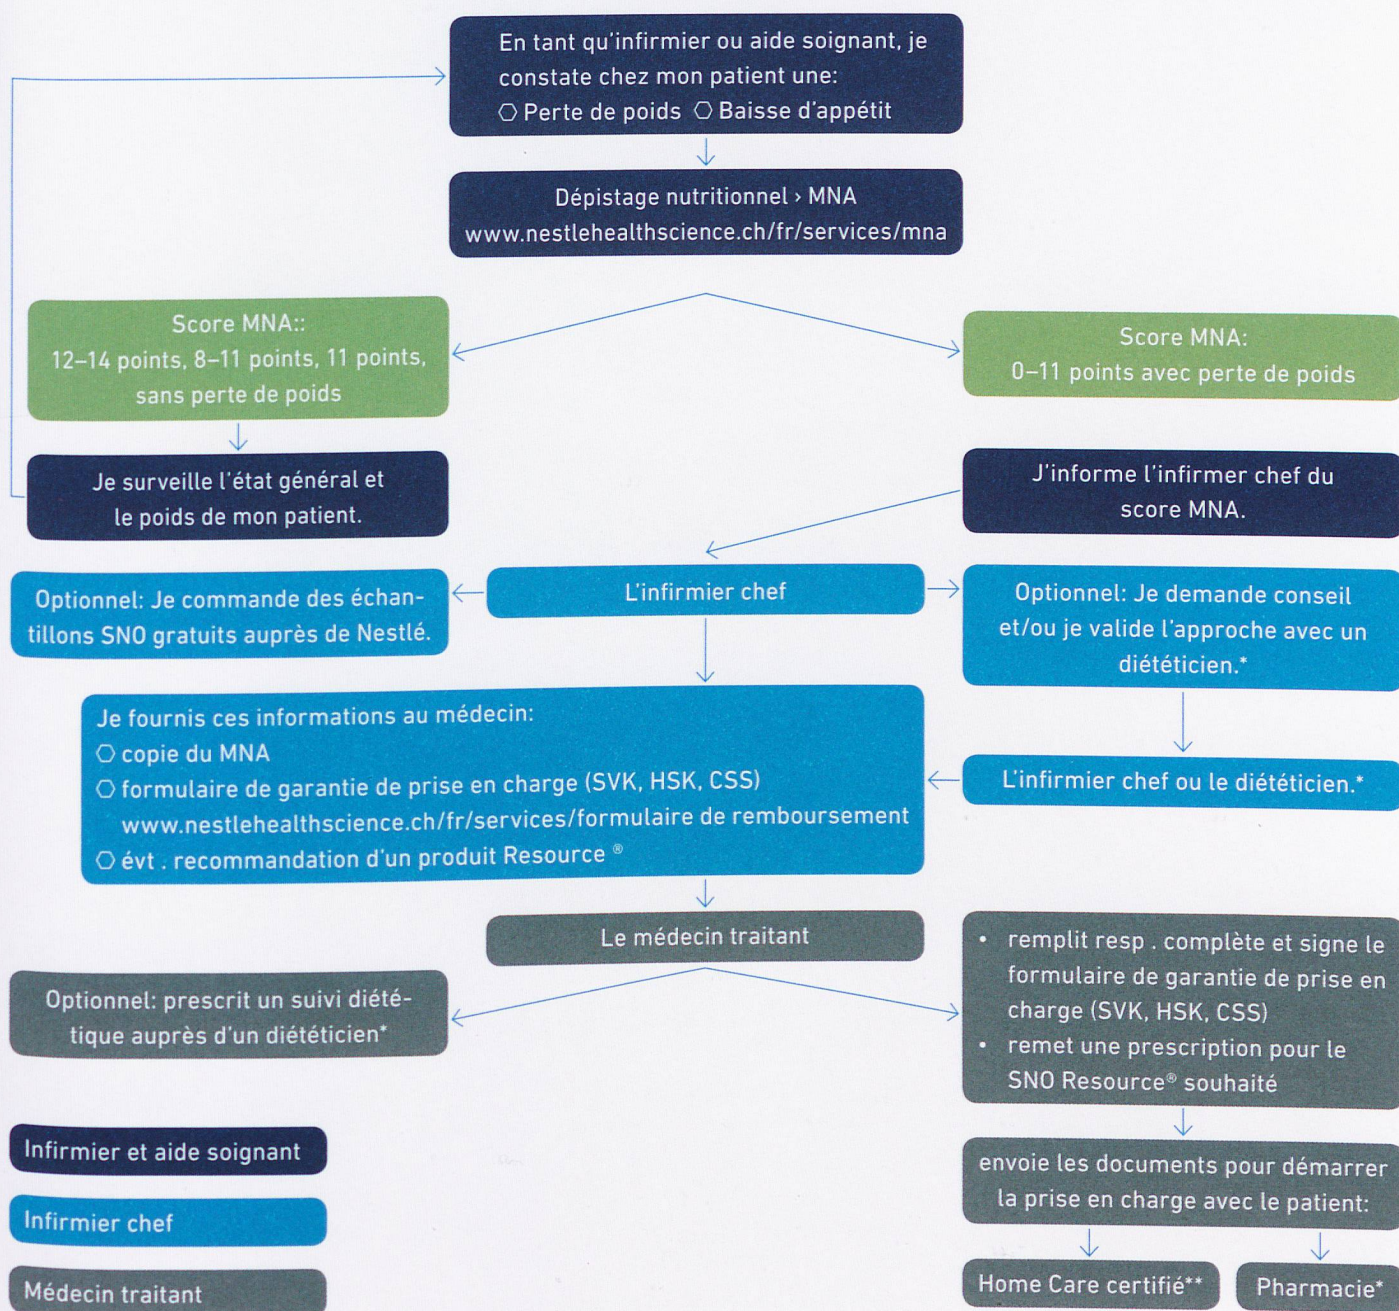 En tant qu'infirmier ou aide soignant, je
constate chez mon patient une:
Perte de poids Baisse d'appétit
Dépistage nutritionnel › MNA
www.nestlehealthscience.ch/fr/services/mna
Score MNA::
12–14 points, 8–11 points, 11 points,
sans perte de poids
Score MNA:
0–11 points avec perte de poids
Je surveille l'état général et
le poids de mon patient.
J'informe l'infirmer chef du
score MNA.
Optionnel: Je commande des échan-
tillons SNO gratuits auprès de Nestlé.
L'infirmier chef
Optionnel: Je demande conseil
et/ou je valide l'approche avec un
diététicien.*
Je fournis ces informations au médecin:
copie du MNA
formulaire de garantie de prise en charge (SVK, HSK, CSS)
www.nestlehealthscience.ch/fr/services/formulaire de remboursement
évt . recommandation d'un produit Resource ®
L'infirmier chef ou le diététicien.*
Le médecin traitant
Optionnel: prescrit un suivi diété-
tique auprès d'un diététicien*
• remplit resp . complète et signe le
formulaire de garantie de prise en
charge (SVK, HSK, CSS)
• remet une prescription pour le
SNO Resource® souhaité
envoie les documents pour démarrer
la prise en charge avec le patient:
Home Care certifié**
Pharmacie*
Infirmier et aide soignant
Infirmier chef
Médecin traitant